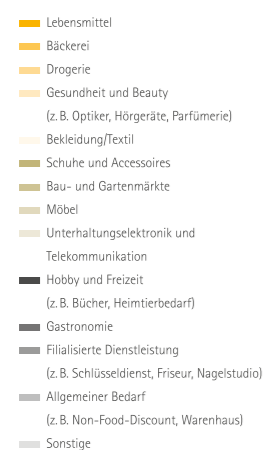 Lebensmittel
Bäckerei
Drogerie
Gesundheit und Beauty
(z. B. Optiker, Hörgeräte, Parfümerie)
Bekleidung/Textil
Schuhe und Accessoires
Bau- und Gartenmärkte
Möbel
Unterhaltungselektronik und
Telekommunikation
Hobby und Freizeit
(z. B. Bücher, Heimtierbedarf)
Gastronomie
Filialisierte Dienstleistung
(z. B. Schlüsseldienst, Friseur, Nagelstudio)
Allgemeiner Bedarf
(z. B. Non-Food-Discount, Warenhaus)
Sonstige